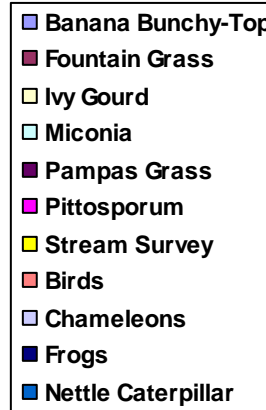 Banana Bunchy-Top
Fountain Grass
Ivy Gourd
Miconia
Pampas Grass
Pittosporum
Stream Survey
Birds
Chameleons
Frogs
Nettle Caterpillar